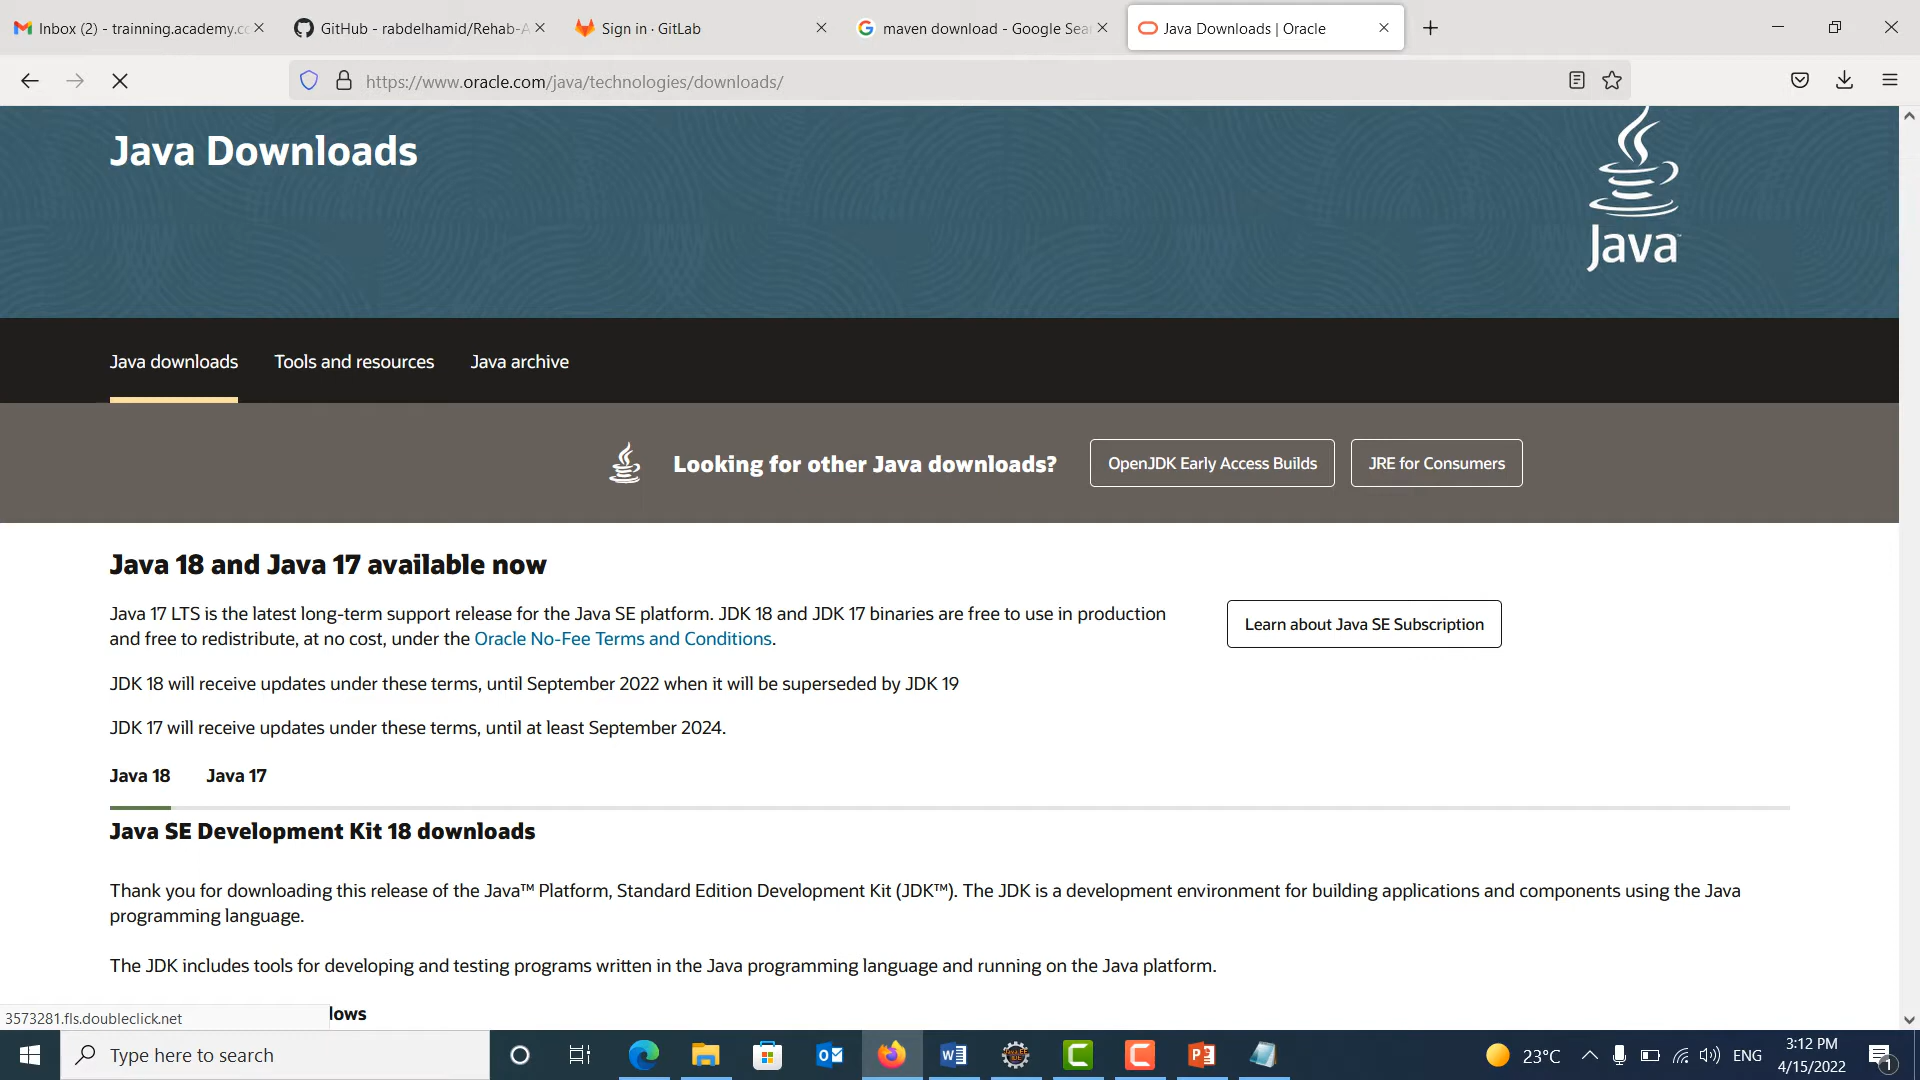 Inbox (2) - trainning.academy.co
GitHub - rabdelhamid/Rehab-A
Sign in · GitLab
maven download - Google Sea
Java Downloads | Oracle
https://www.oracle.com/java/technologies/downloads/
Java Downloads
Java™
Java downloads
Tools and resources
Java archive
Looking for other Java downloads?
OpenJDK Early Access Builds
JRE for Consumers
Java 18 and Java 17 available now
Java 17 LTS is the latest long-term support release for the Java SE platform. JDK 18 and JDK 17 binaries are free to use in production
and free to redistribute, at no cost, under the Oracle No-Fee Terms and Conditions.
Learn about Java SE Subscription
JDK 18 will receive updates under these terms, until September 2022 when it will be superseded by JDK 19
JDK 17 will receive updates under these terms, until at least September 2024.
Java 18
Java 17
Java SE Development Kit 18 downloads
Thank you for downloading this release of the Java™ Platform, Standard Edition Development Kit (JDK™). The JDK is a development environment for building applications and components using the Java
programming language.
The JDK includes tools for developing and testing programs written in the Java programming language and running on the Java platform.
lows
3573281.fls.doubleclick.net
Type here to search
23°C
ENG
3:12 PM
4/15/2022
1